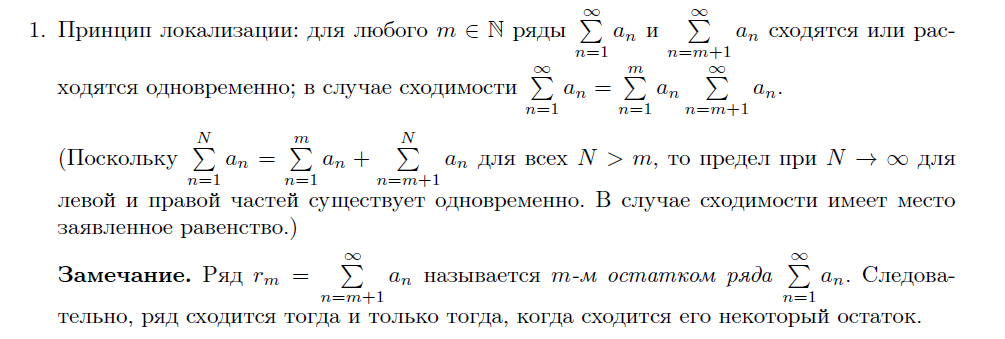 1. Принцип локализации: для любого $m \in \mathbb{N}$ ряды $\sum\limits_{n=1}^{\infty} a_n$ и $\sum\limits_{n=m+1}^{\infty} a_n$ сходятся или рас-
ходятся одновременно; в случае сходимости $\sum\limits_{n=1}^{\infty} a_n = \sum\limits_{n=1}^{m} a_n \sum\limits_{n=m+1}^{\infty} a_n$.
(Поскольку $\sum\limits_{n=1}^{N} a_n = \sum\limits_{n=1}^{m} a_n + \sum\limits_{n=m+1}^{N} a_n$ для всех $N > m$, то предел при $N \to \infty$ для
левой и правой частей существует одновременно. В случае сходимости имеет место
заявленное равенство.)
Замечание. Ряд $r_m = \sum\limits_{n=m+1}^{\infty} a_n$ называется $m$-м остатком ряда $\sum\limits_{n=1}^{\infty} a_n$. Следова-
тельно, ряд сходится тогда и только тогда, когда сходится его некоторый остаток.